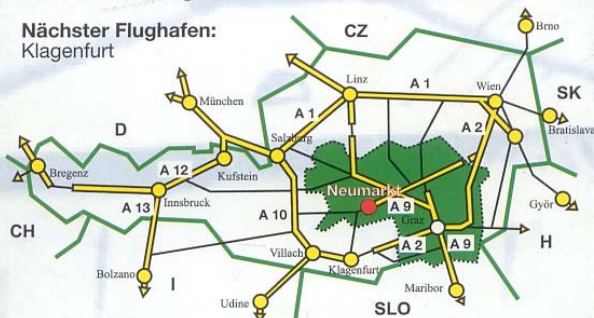 Nächster Flughafen:
Klagenfurt
CZ
Brno
Linz
A 1
Wien
SK
München
A 1
A 2
Bratislava
D
Salzburg
Bregenz
A 12
Kufstein
Neumarkt
Innsbruck
A 13
A 10
A 9
Graz
Györ
CH
Villach
A 2
A 9
H
Klagenfurt
Bolzano
I
Udine
Maribor
SLO